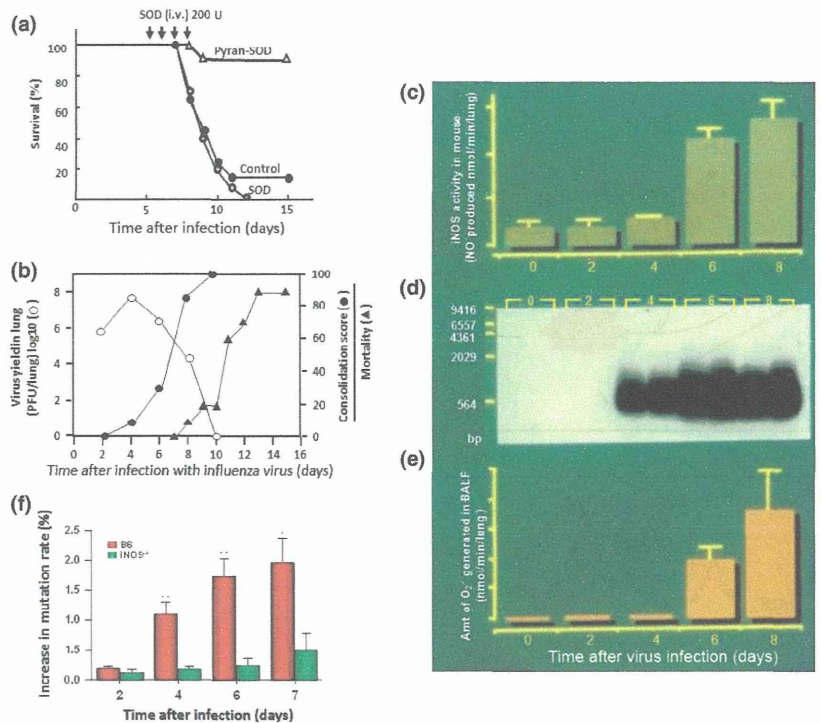 (a)
SOD (i.v.) 200 U
Survival (%)
100
80
60
40
20
Pyran-SOD
Control
SOD
0
5
10
15
Time after infection (days)
(b)
Virusyieldin lung
(PFU/lung) log10 (○)
8
6
4
2
0
100
80
60
40
20
0
Consolidation score (●)
Mortality (▲)
0 2 4 6 8 10 12 14 16
Time after infection with influenza virus (days)
(f)
Increase in mutation rate (%)
2.5
2.0
1.5
1.0
1.5
0.0
B6
iNOS-/-
2 4 6 7
Time after infection (days)
(c)
iNOS activity in mouse
(NO produced nmol/min/lung)
0 2 4 6 8
(d)
0 2 4 6 8
9416
6557
4361
2029
564
bp
(e)
Amt of O2- generated in BALF
(nmol/min/lung)
0 2 4 6 8
Time after virus infection (days)